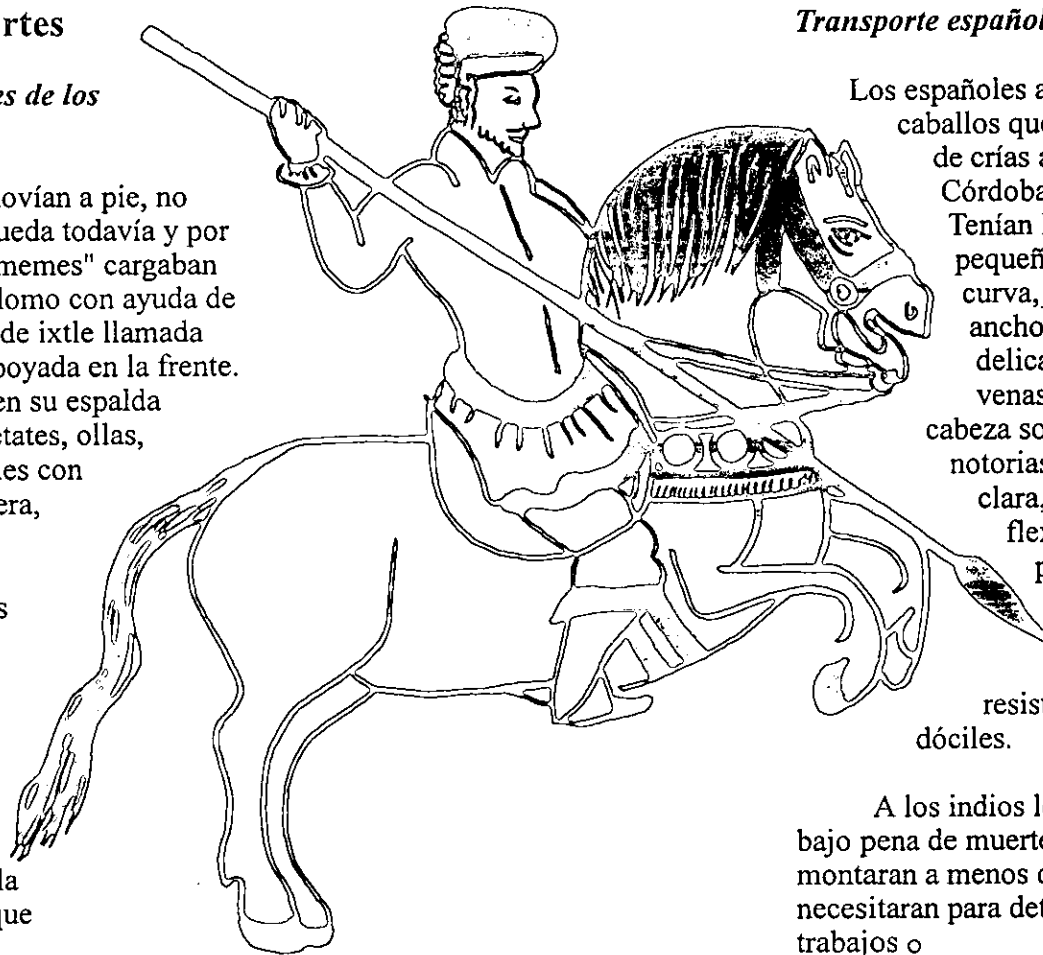 rtes
es de los
ovían a pie, no
ueda todavía y por
memes" cargaban
lomo con ayuda de
de ixtle llamada
poyada en la frente.
en su espalda
etates, ollas,
les con
era,
s
la
que
Transporte español
Los españoles a
caballos que
de crías a
Córdoba
Tenían
pequeñ
curva,
ancho
delica
venas
cabeza so
notorias
clara,
flex
p
resist
dóciles.
A los indios l
bajo pena de muerte
montaran a menos
necesitaran para det
trabajos o